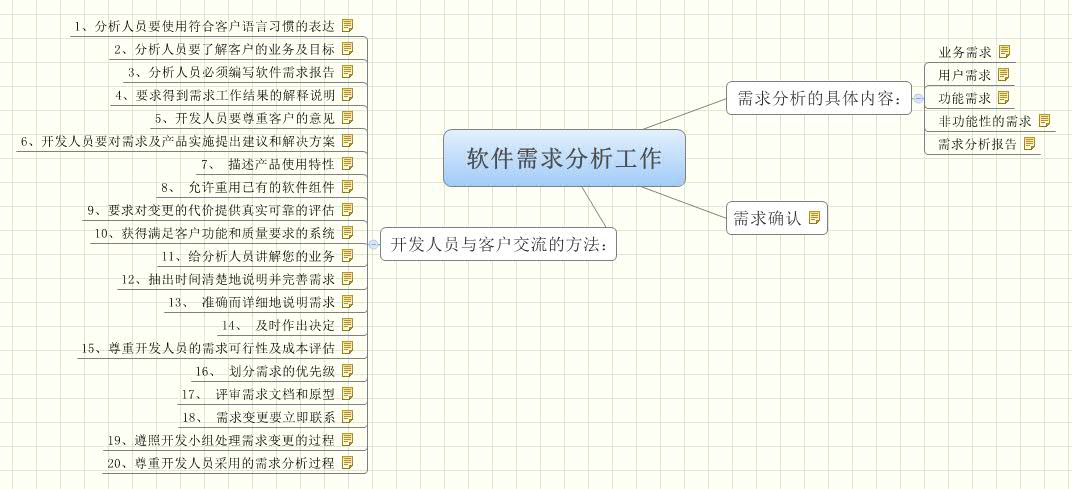 软件需求分析工作
需求分析的具体内容：
业务需求
用户需求
功能需求
非功能性的需求
需求分析报告
需求确认
开发人员与客户交流的方法：
1、分析人员要使用符合客户语言习惯的表达
2、分析人员要了解客户的业务及目标
3、分析人员必须编写软件需求报告
4、要求得到需求工作结果的解释说明
5、开发人员要尊重客户的意见
6、开发人员要对需求及产品实施提出建议和解决方案
7、 描述产品使用特性
8、 允许重用已有的软件组件
9、要求对变更的代价提供真实可靠的评估
10、获得满足客户功能和质量要求的系统
11、给分析人员讲解您的业务
12、抽出时间清楚地说明并完善需求
13、 准确而详细地说明需求
14、 及时作出决定
15、尊重开发人员的需求可行性及成本评估
16、 划分需求的优先级
17、 评审需求文档和原型
18、 需求变更要立即联系
19、遵照开发小组处理需求变更的过程
20、尊重开发人员采用的需求分析过程